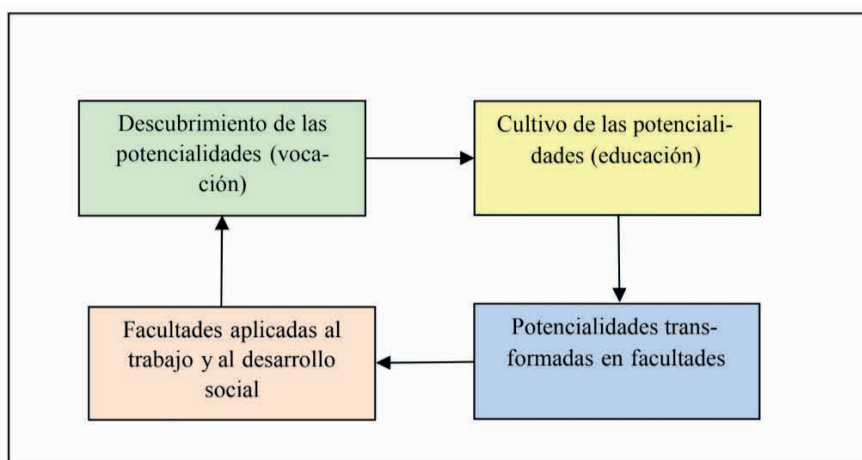 Descubrimiento de las
potencialidades (voca-
ción)
Cultivo de las potenciali-
dades (educación)
Facultades aplicadas al
trabajo y al desarrollo
social
Potencialidades trans-
formadas en facultades